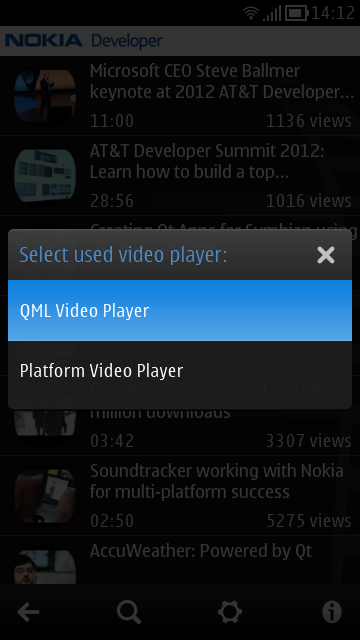 14:12
NOKIA Developer
Microsoft CEO Steve Ballmer
keynote at 2012 AT&T Developer...
11:00 1136 views
AT&T Developer Summit 2012:
Learn how to build a top...
28:56 1016 views
Creating Qt Apps for Symbian using
Select used video player:
QML Video Player
Platform Video Player
million downloads
03:42 3307 views
Soundtracker working with Nokia
for multi-platform success
02:50 5275 views
AccuWeather: Powered by Qt